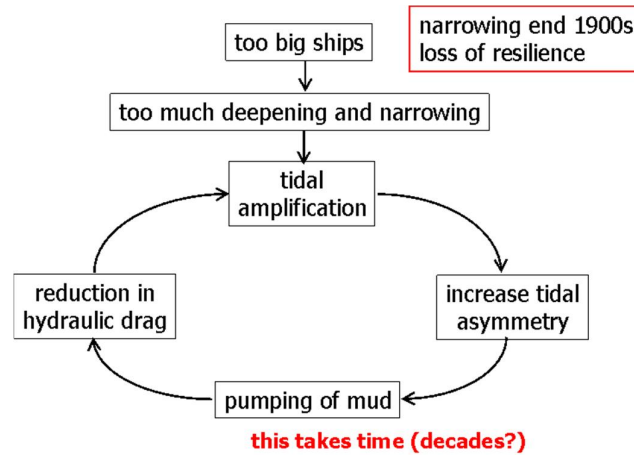 narrowing end 1900s
loss of resilience
too big ships
too much deepening and narrowing
tidal
amplification
increase tidal
asymmetry
pumping of mud
this takes time (decades?)
reduction in
hydraulic drag